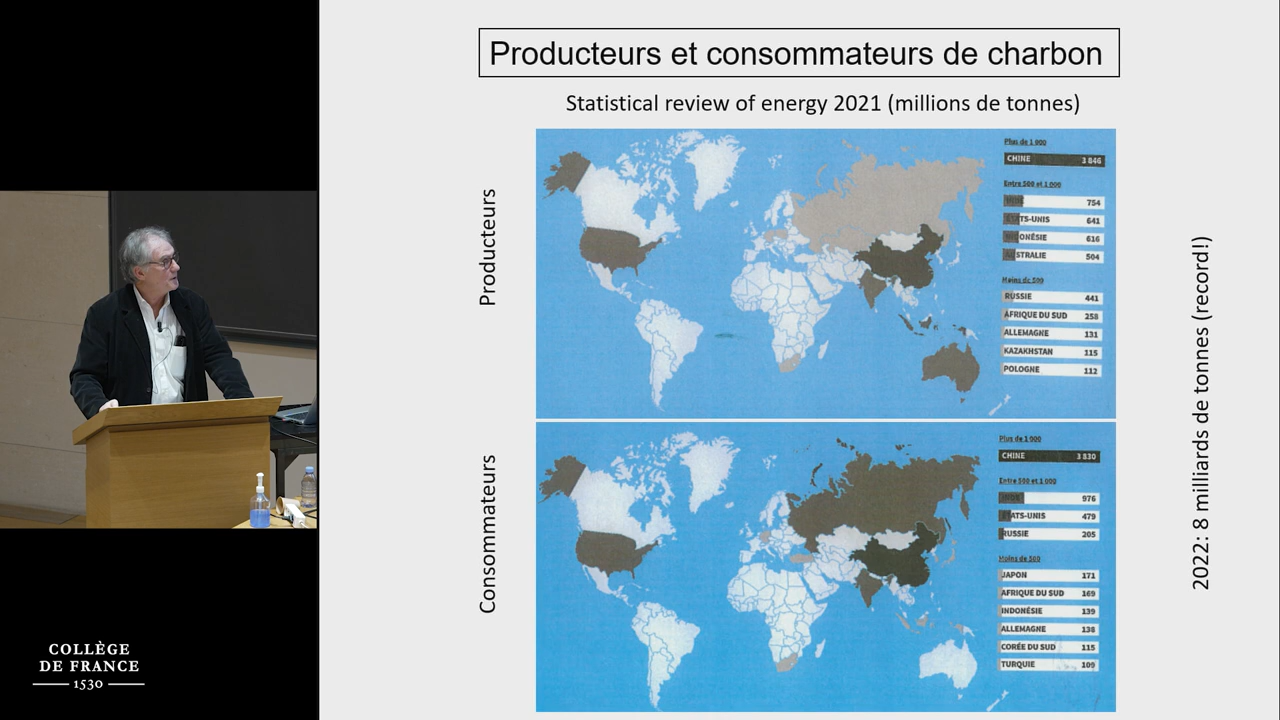 Producteurs et consommateurs de charbon
Statistical review of energy 2021 (millions de tonnes)
Producteurs
Plus de 1 000
CHINE 3 846
Entre 500 et 1 000
INDE 754
ÉTATS-UNIS 641
INDONÉSIE 616
AUSTRALIE 504
Moins de 500
RUSSIE 441
AFRIQUE DU SUD 258
ALLEMAGNE 131
KAZAKHSTAN 115
POLOGNE 112
Consommateurs
Plus de 1 000
CHINE 3 830
Entre 500 et 1 000
INDE 976
ÉTATS-UNIS 479
RUSSIE 205
Moins de 500
JAPON 171
AFRIQUE DU SUD 169
INDONÉSIE 139
ALLEMAGNE 138
CORÉE DU SUD 115
TURQUIE 109
2022: 8 milliards de tonnes (record!)
COLLÈGE
DE FRANCE
1530